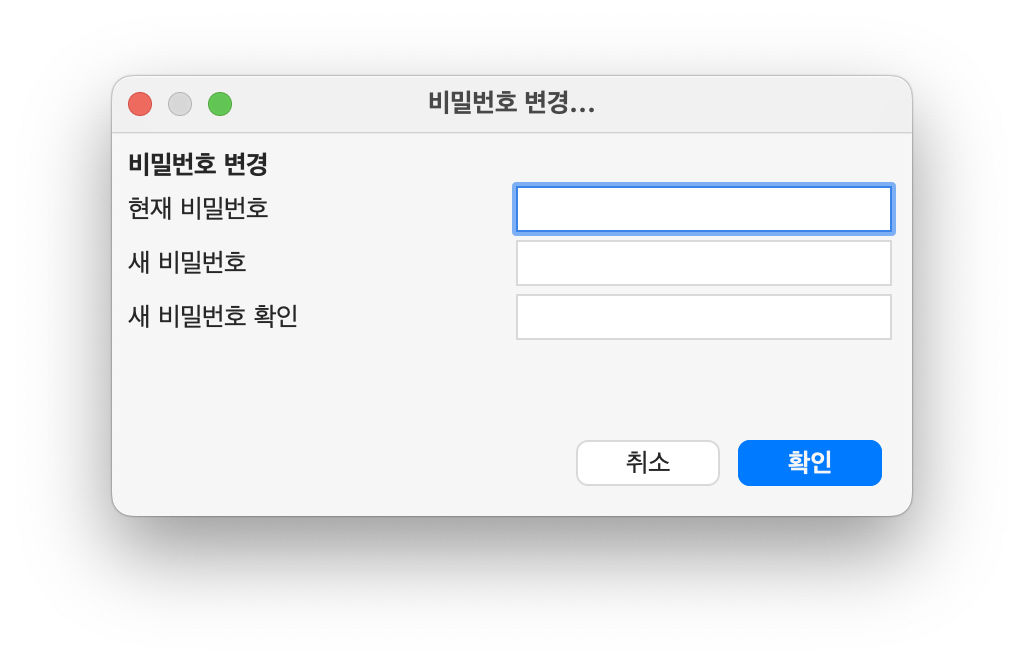 비밀번호 변경...
비밀번호 변경
현재 비밀번호
새 비밀번호
새 비밀번호 확인
취소 확인